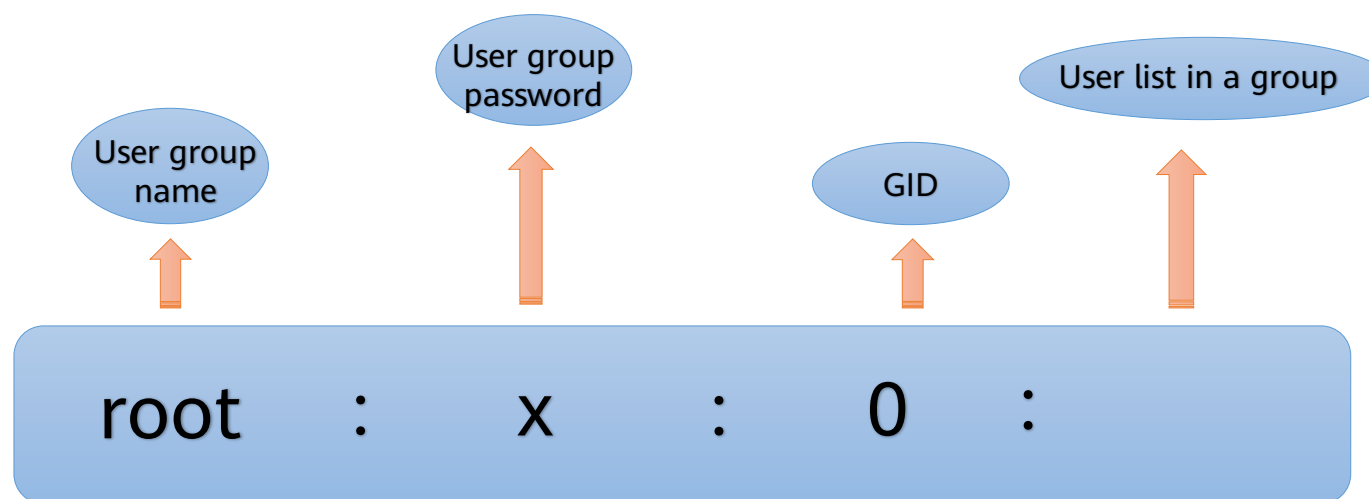 User group
password
User list in a group
User group
name
GID
root : x : 0 :